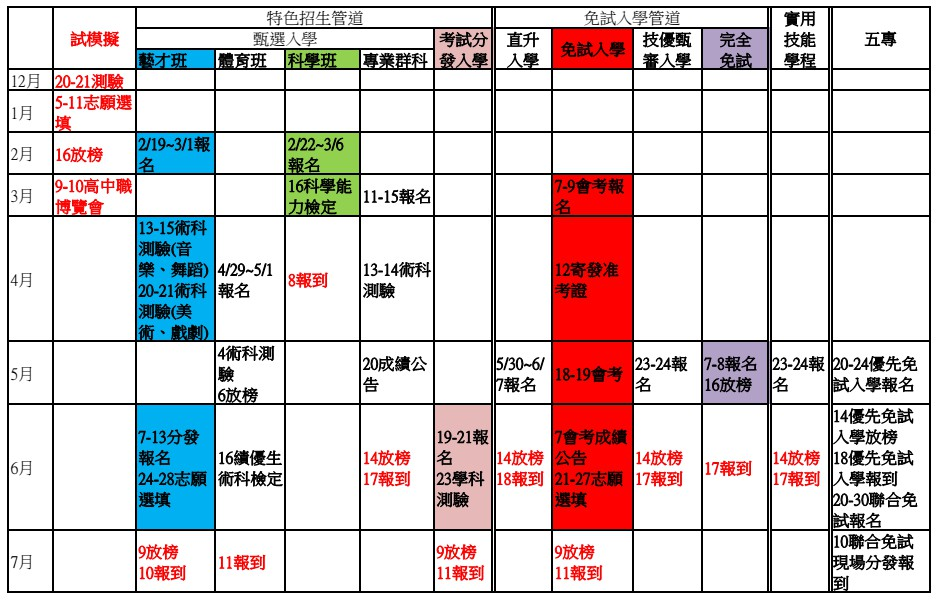 特色招生管道
免試入學管道
實用
技能
學程
五專
試模擬
甄選入學
考試分
發入學
直升
入學
免試入學
技優甄
審入學
完全
免試
藝才班
體育班
科學班
專業群科
12月
20-21測驗
1月
5-11志願選
填
2月
16放榜
2/19~3/1報
名
2/22~3/6
報名
3月
9-10高中職
博覽會
16科學能
力檢定
11-15報名
7-9會考報
名
4月
13-15術科
測驗(音
樂、舞蹈)
20-21術科
測驗(美
術、戲劇)
4/29~5/1
報名
8報到
13-14術科
測驗
12寄發准
考證
5月
4術科測
驗
6放榜
20成績公
告
5/30~6/
7報名
18-19會考
23-24報
名
7-8報名
16放榜
23-24報
名
20-24優先免
試入學報名
6月
7-13分發
報名
24-28志願
選填
16績優生
術科檢定
14放榜
17報到
19-21報
名
23學科
測驗
14放榜
18報到
7會考成績
公告
21-27志願
選填
14放榜
17報到
17報到
14放榜
17報到
14優先免試
入學放榜
18優先免試
入學報到
20-30聯合免
試報名
7月
9放榜
10報到
11報到
9放榜
11報到
9放榜
11報到
10聯合免試
現場分發報
到